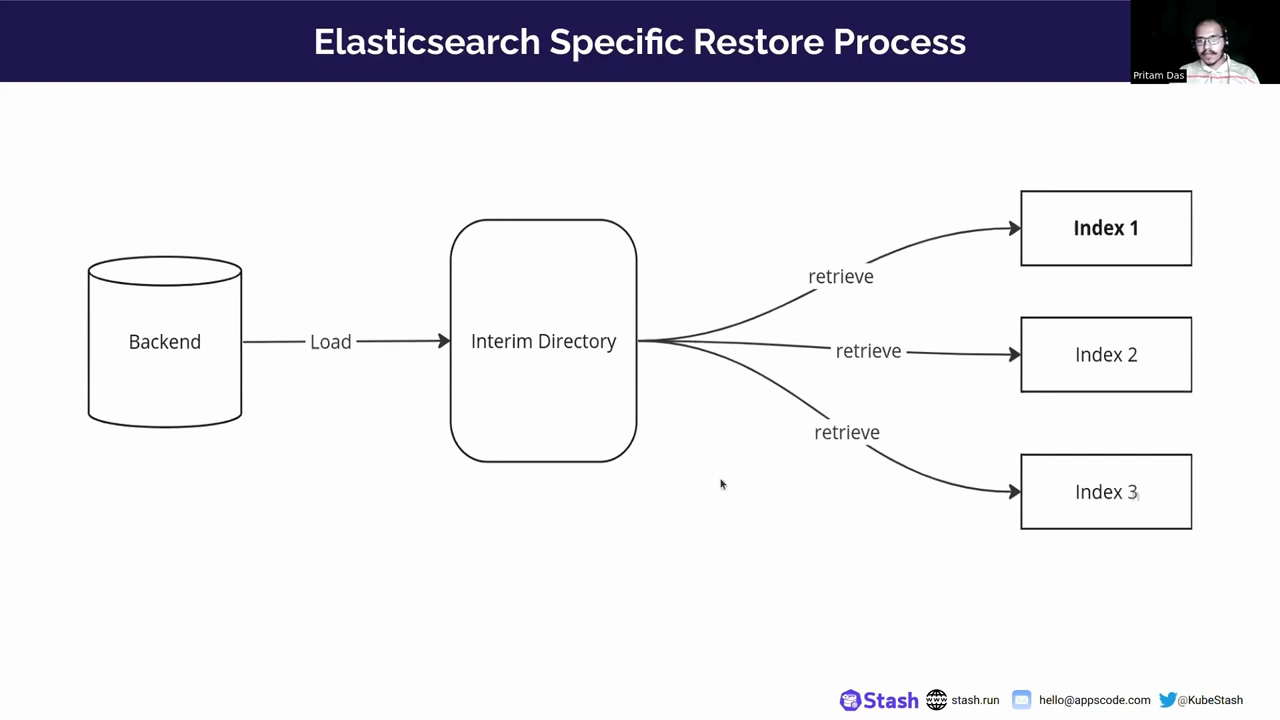 Elasticsearch Specific Restore Process
Pritam Das
Backend
Load
Interim Directory
retrieve
retrieve
retrieve
Index 1
Index 2
Index 3
Stash
stash.run
hello@appscode.com
@KubeStash